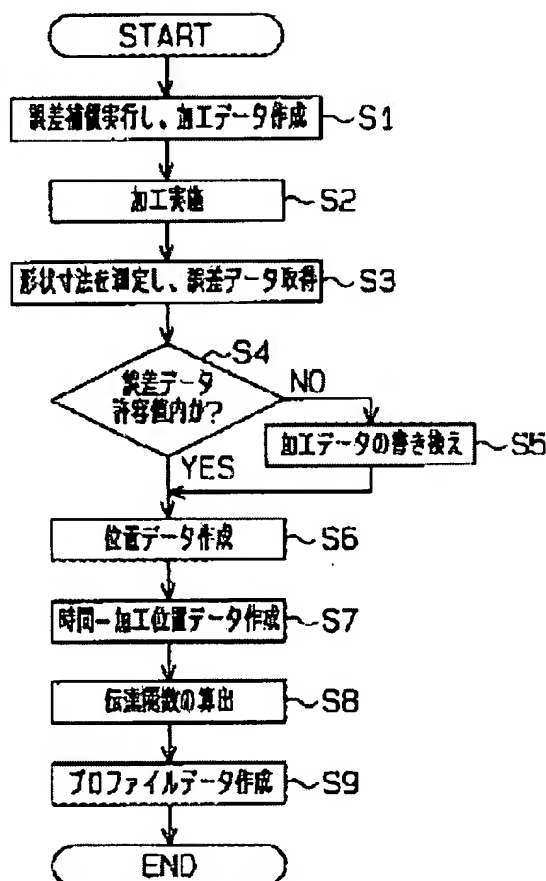 START
誤差補償実行し、加工データ作成
S1
加工実施
S2
形状寸法を測定し、誤差データ取得
S3
S4
誤差データ
許容値内か?
NO
加工データの書き換え
S5
YES
位置データ作成
S6
時間-加工位置データ作成
S7
伝達関数の算出
S8
プロファイルデータ作成
S9
END